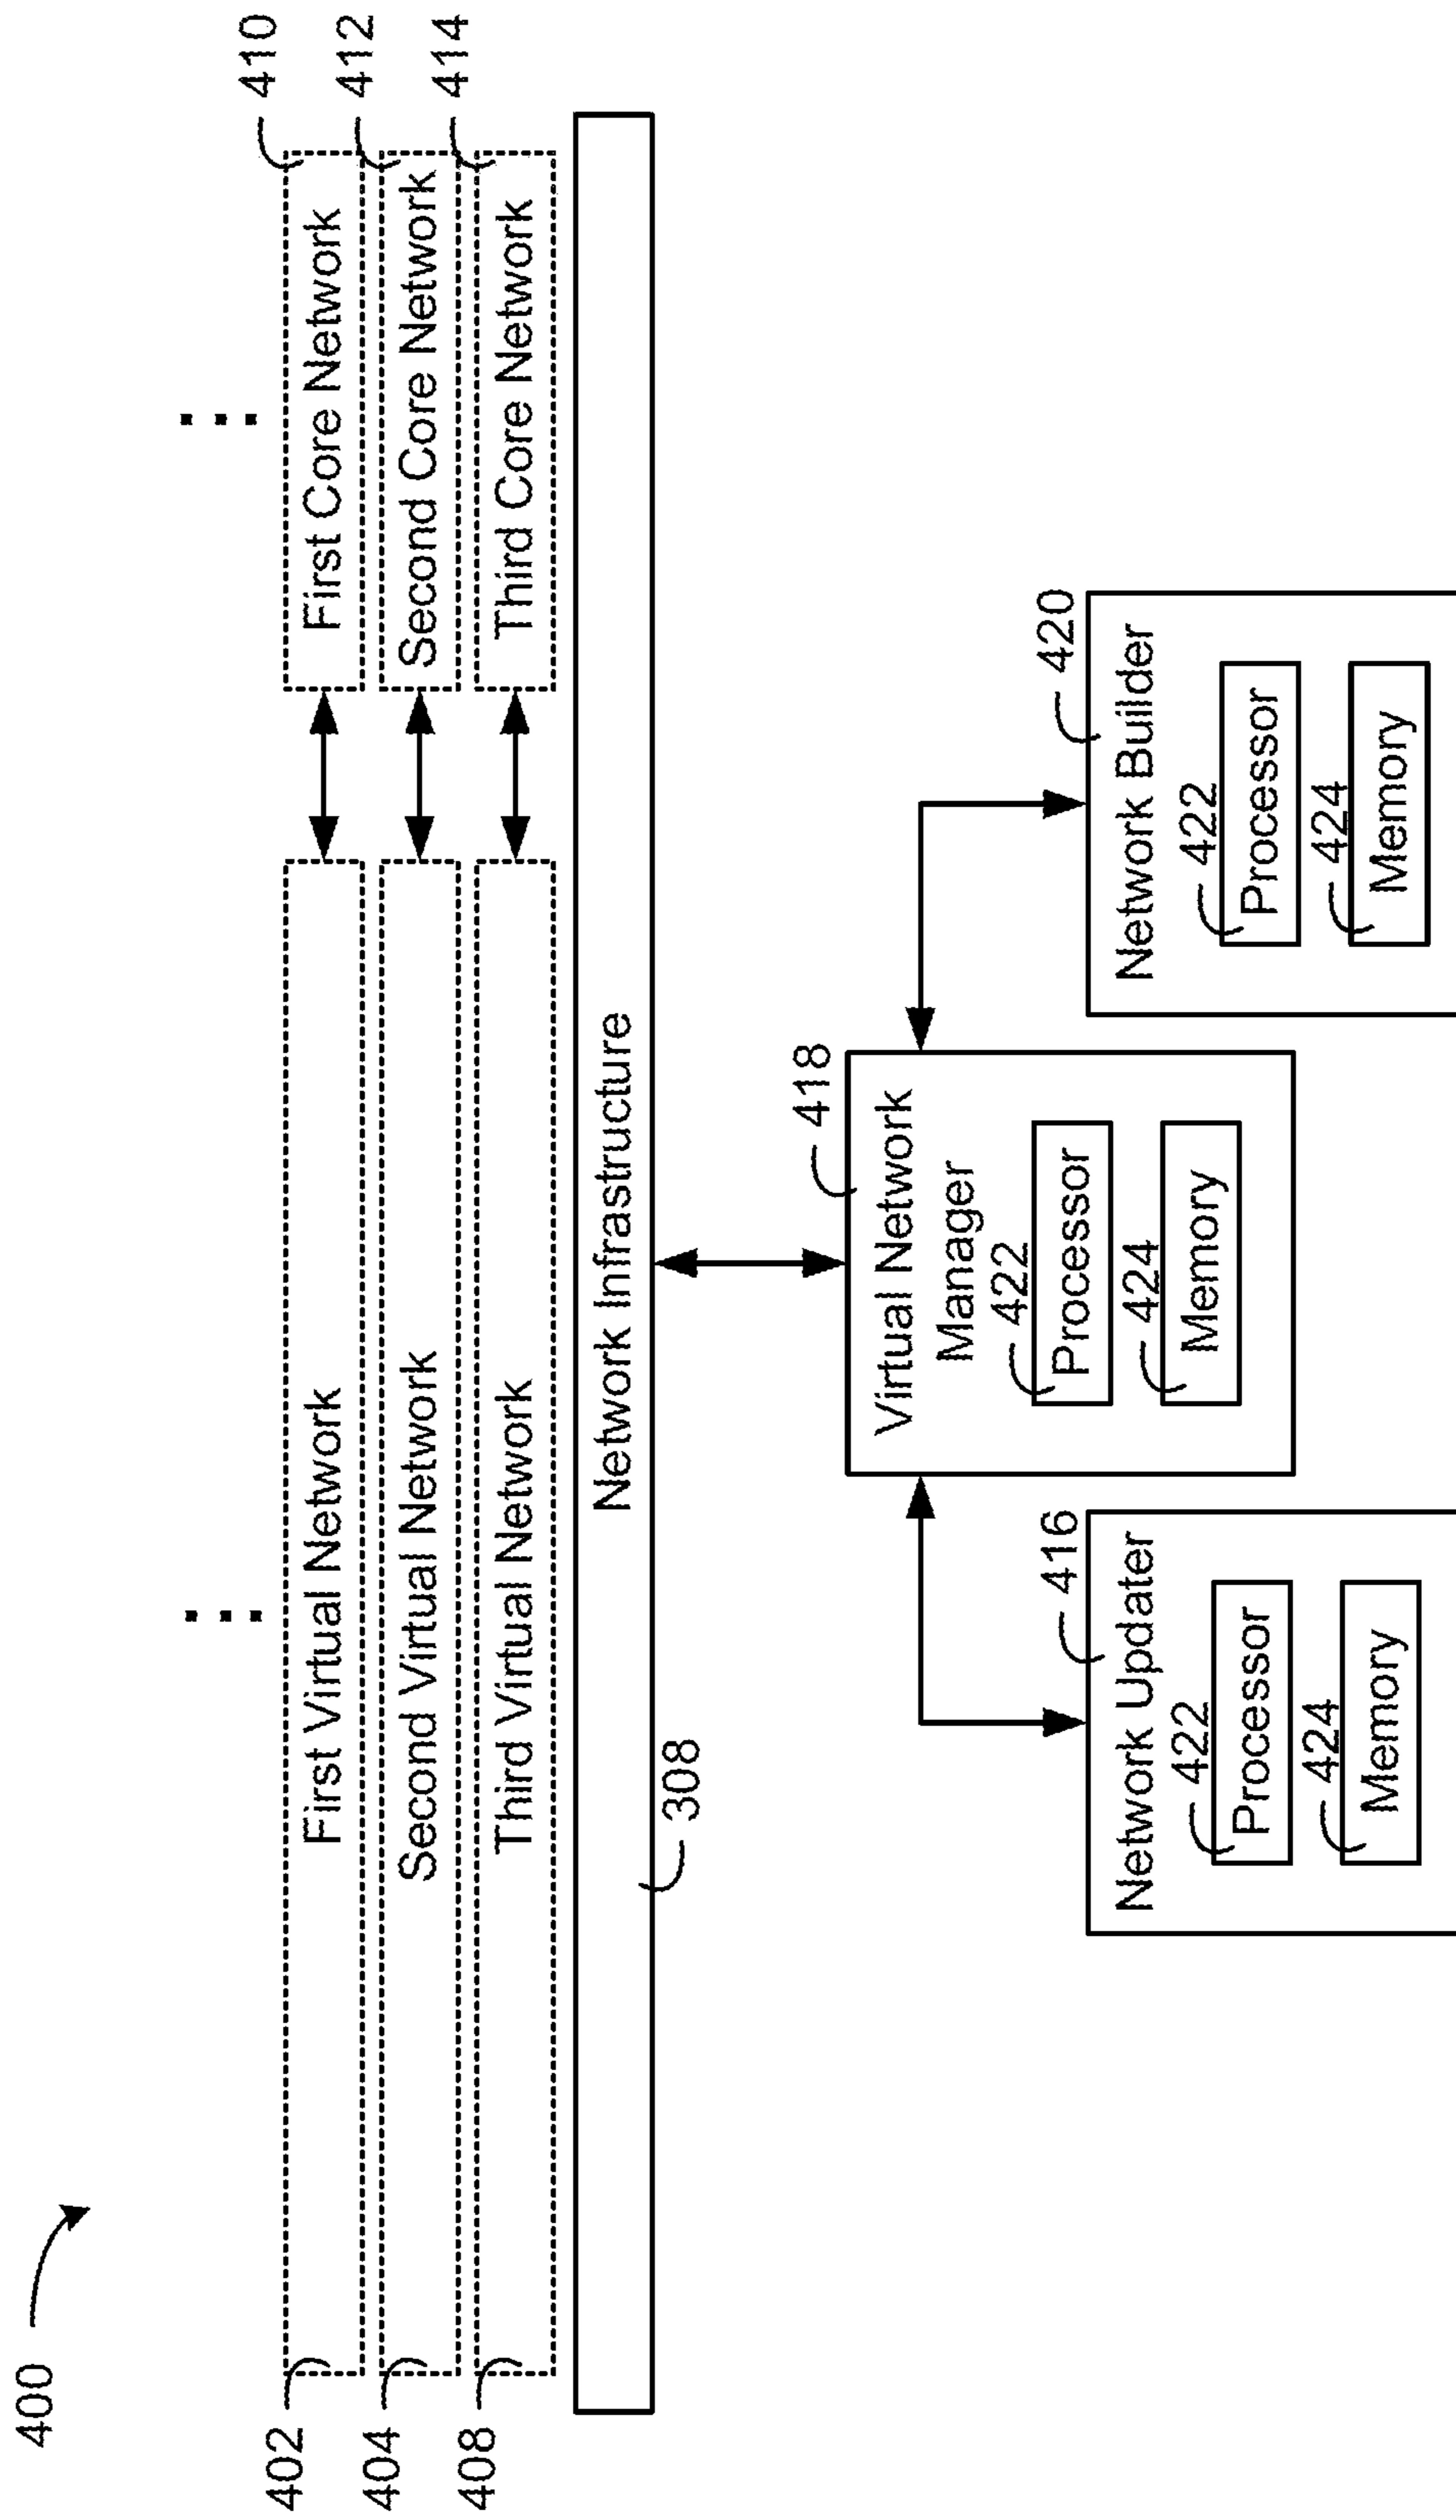 400
402
First Virtual Network
First Core Network
410
404
Second Virtual Network
Second Core Network
412
408
Third Virtual Network
Third Core Network
414
Network Infrastructure
308
418
Virtual Network
Manager
422
Processor
424
Memory
416
Network Updater
422
Processor
424
Memory
420
Network Builder
422
Processor
424
Memory